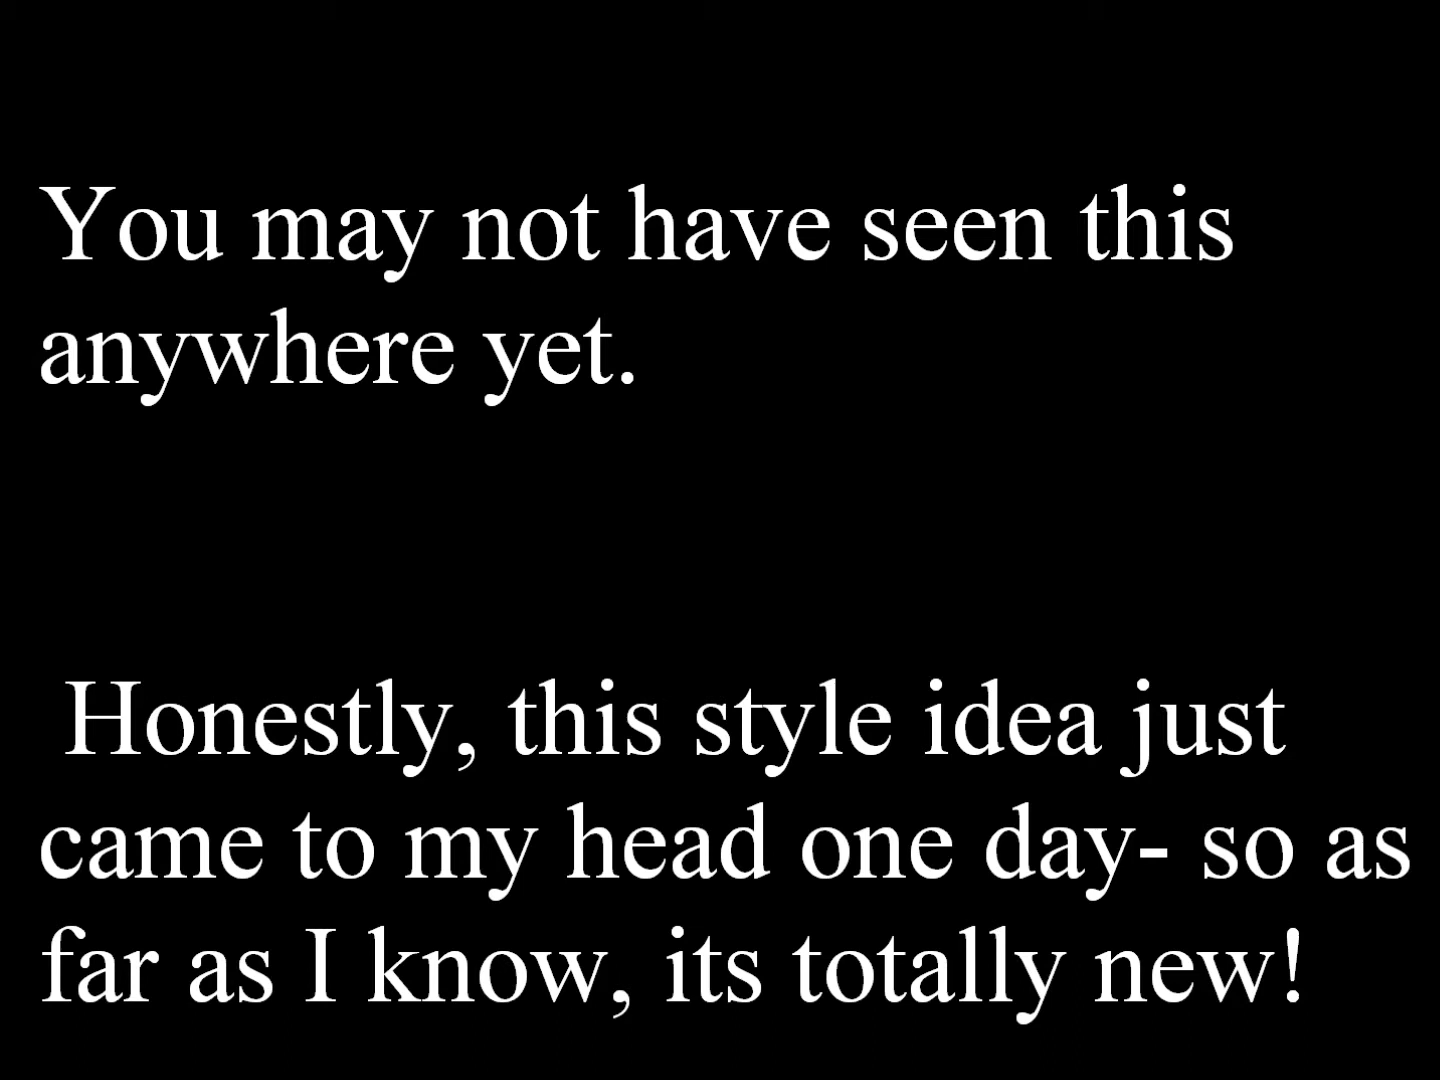 You may not have seen this
anywhere yet.
Honestly, this style idea just
came to my head one day- so as
far as I know, its totally new!